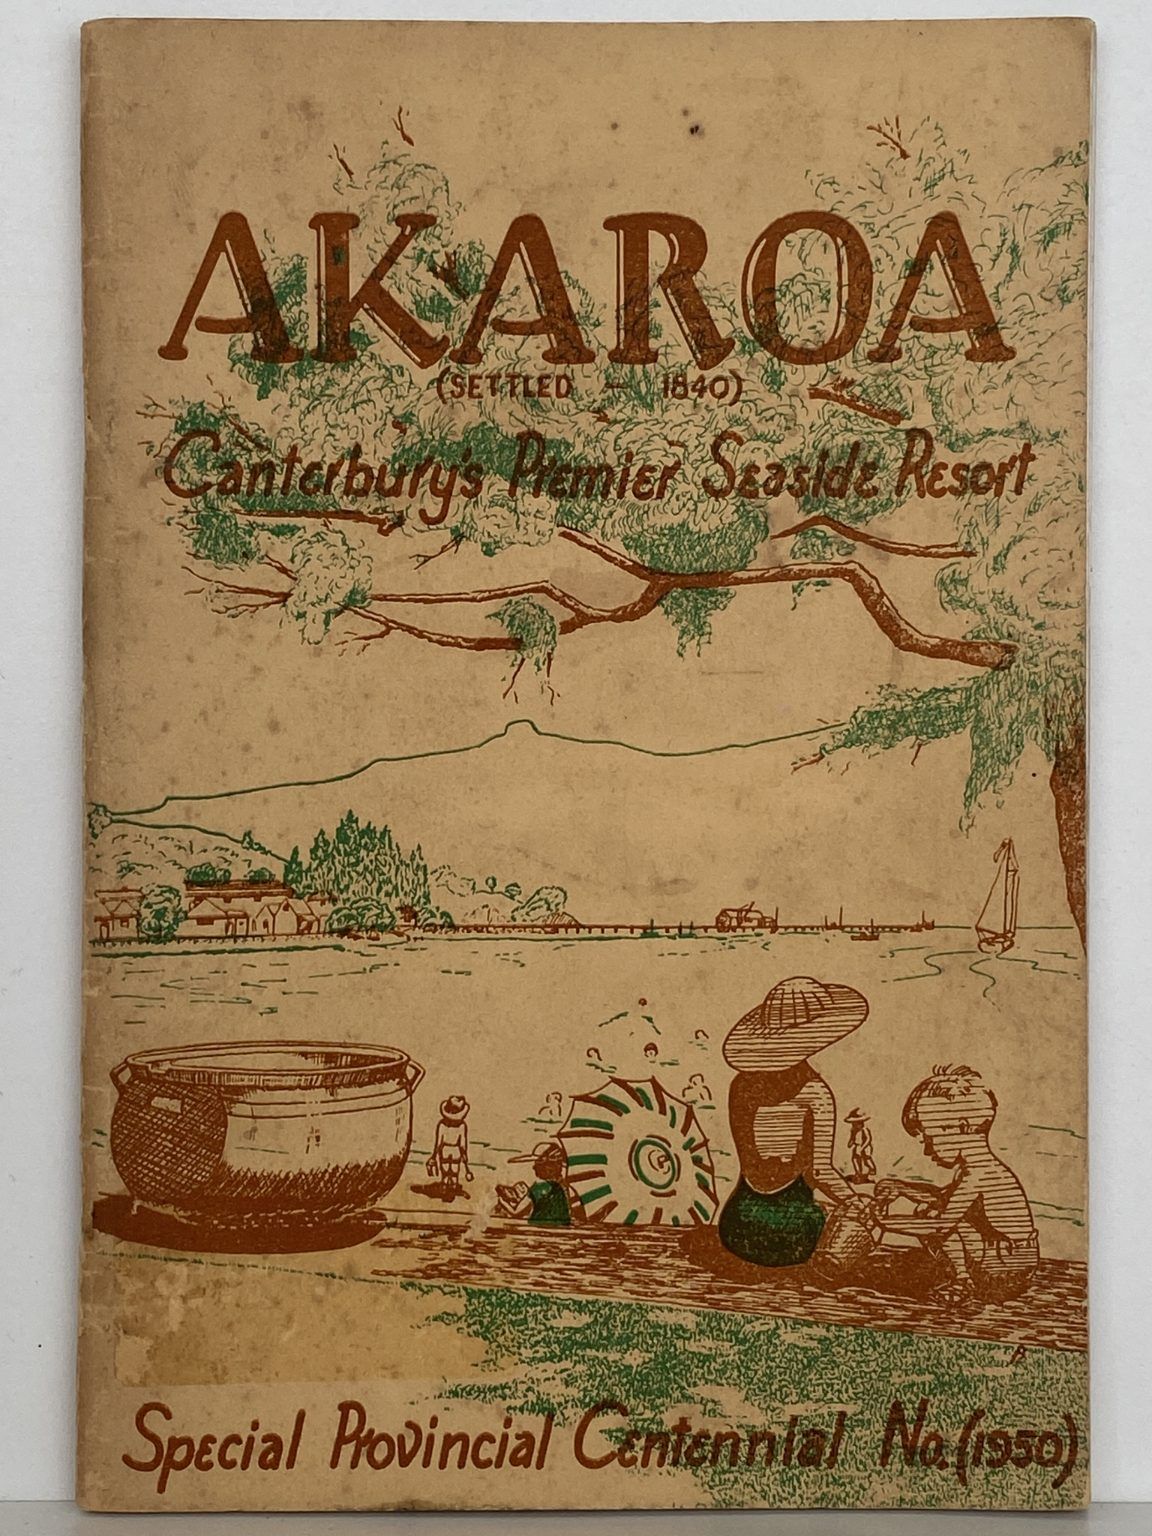 AKAROA
(SETTLED — 1840)
Canterbury's Premier Seaside Resort
Special Provincial Centennial No. (1950)